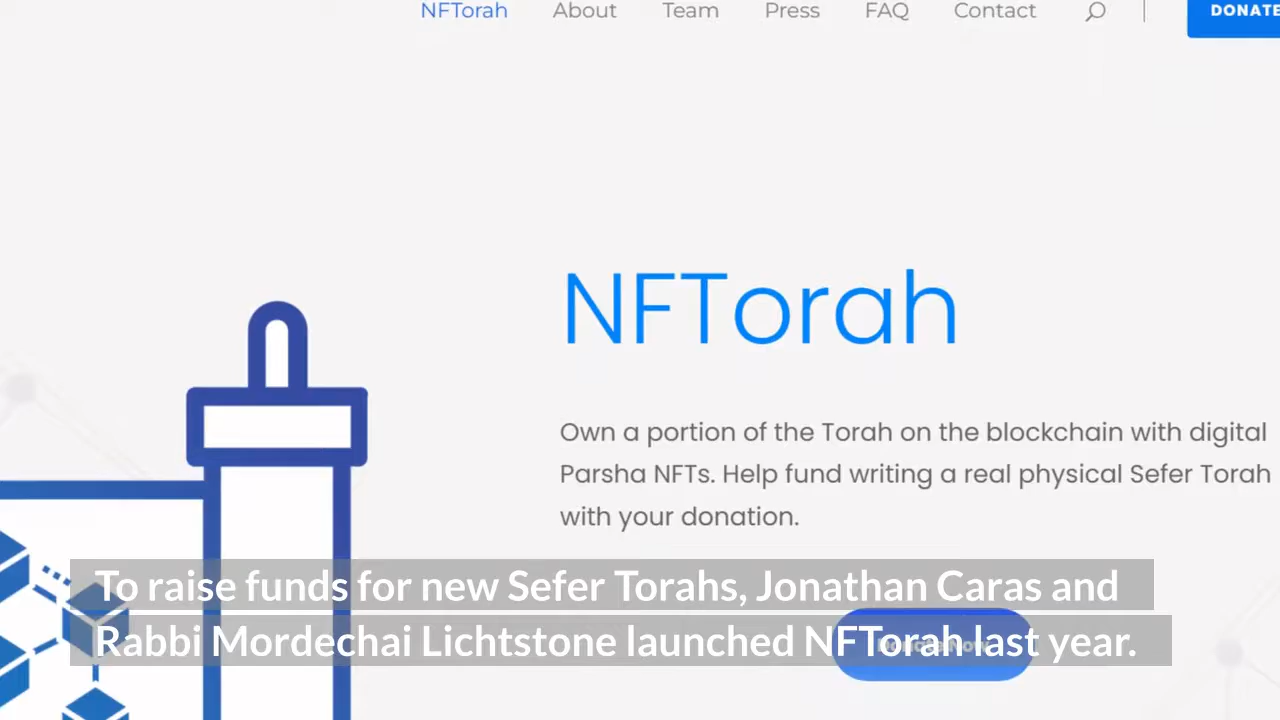 NFTorah About Team Press FAQ Contact DONATE
NFTorah
Own a portion of the Torah on the blockchain with digital
Parsha NFTs. Help fund writing a real physical Sefer Torah
with your donation.
To raise funds for new Sefer Torahs, Jonathan Caras and
Rabbi Mordechai Lichtstone launched NFTorah last year.